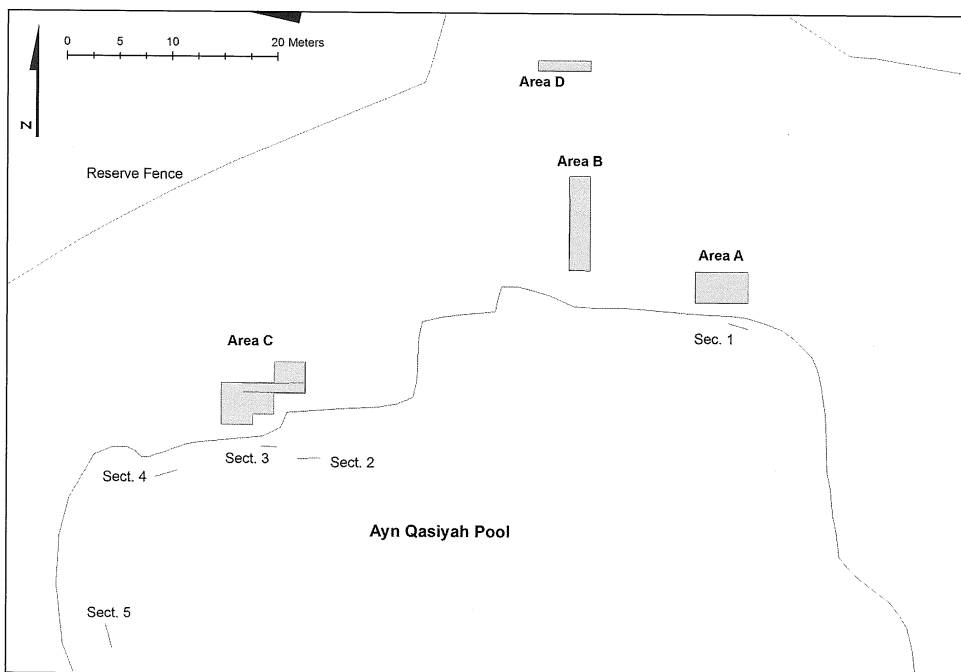 0 5 10 20 Meters
N
Area D
Reserve Fence
Area B
Area A
Sec. 1
Area C
Sect. 3
Sect. 2
Sect. 4
Ayn Qasiyah Pool
Sect. 5